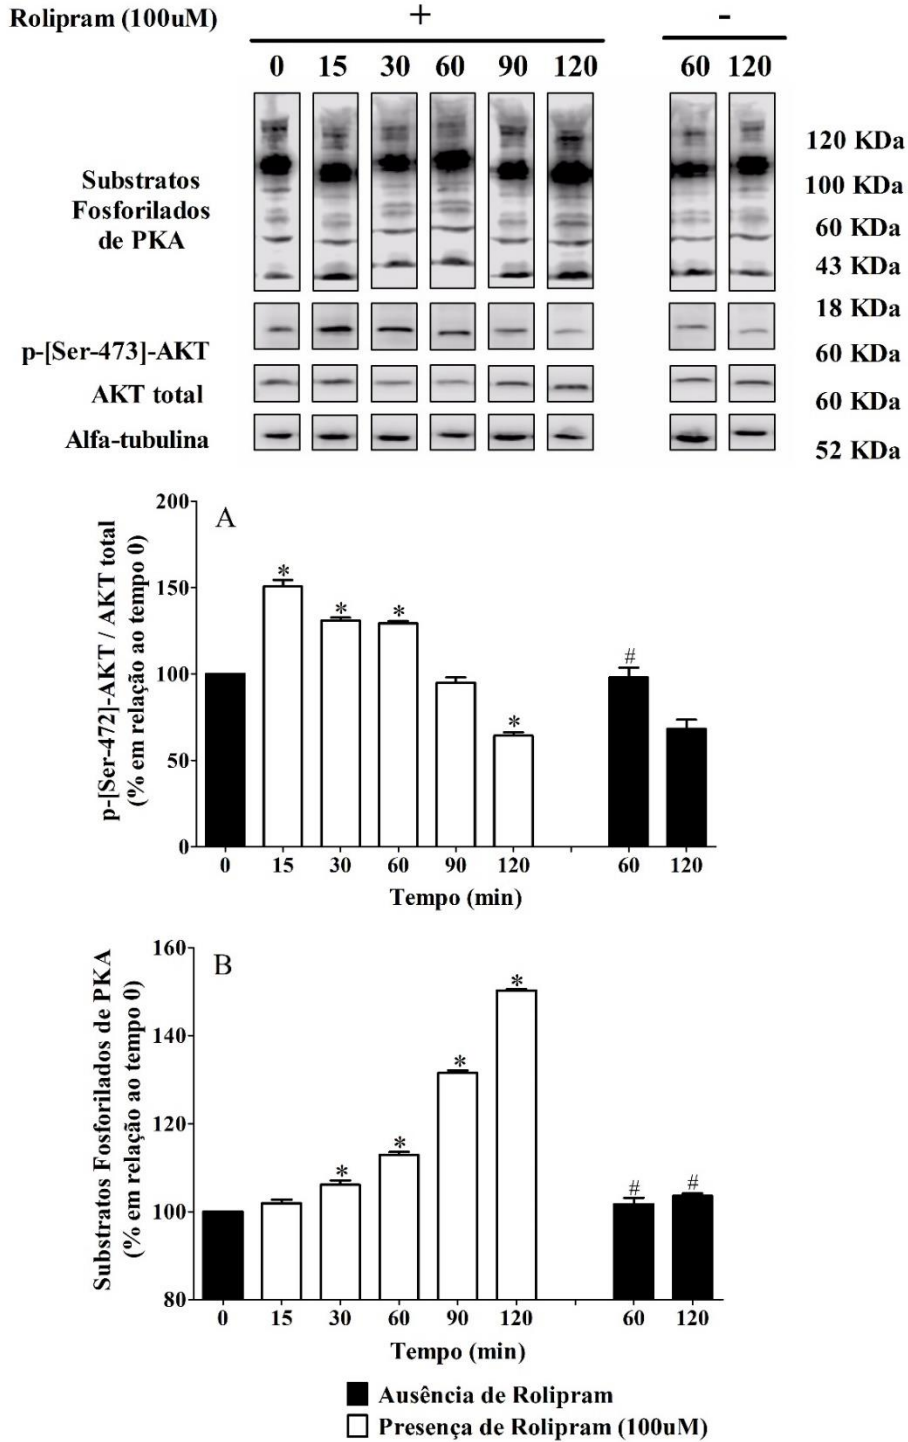 Rolipram (100uM)
+
-
0 15 30 60 90 120 60 120
Substratos
Fosforilados
de PKA
120 KDa
100 KDa
60 KDa
43 KDa
18 KDa
p-[Ser-473]-AKT
60 KDa
AKT total
60 KDa
Alfa-tubulina
52 KDa
A
p-[Ser-472]-AKT / AKT total
(% em relação ao tempo 0)
200
150
100
50
0
*
*
*
*
#
0 15 30 60 90 120 60 120
Tempo (min)
B
Substratos Fosforilados de PKA
(% em relação ao tempo 0)
160
140
120
100
80
*
*
*
*
#
#
0 15 30 60 90 120 60 120
Tempo (min)
Ausência de Rolipram
Presença de Rolipram (100uM)